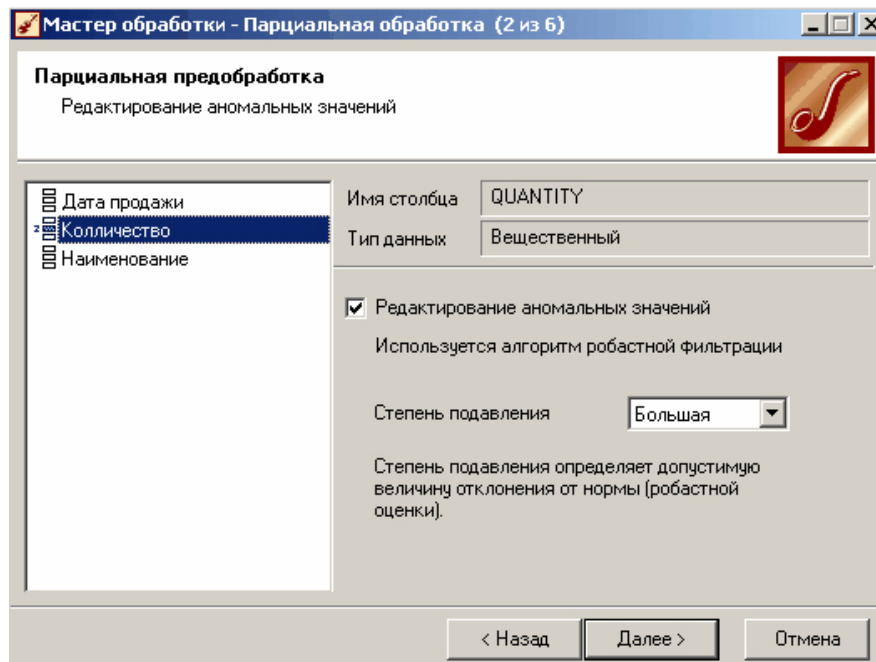 Мастер обработки - Парциальная обработка (2 из 6)
Парциальная предобработка
Редактирование аномальных значений
Дата продажи
Колличество
Наименование
Имя столбца QUANTITY
Тип данных Вещественный
Редактирование аномальных значений
Используется алгоритм робастной фильтрации
Степень подавления Большая
Степень подавления определяет допустимую
величину отклонения от нормы (робастной
оценки).
< Назад Далее > Отмена